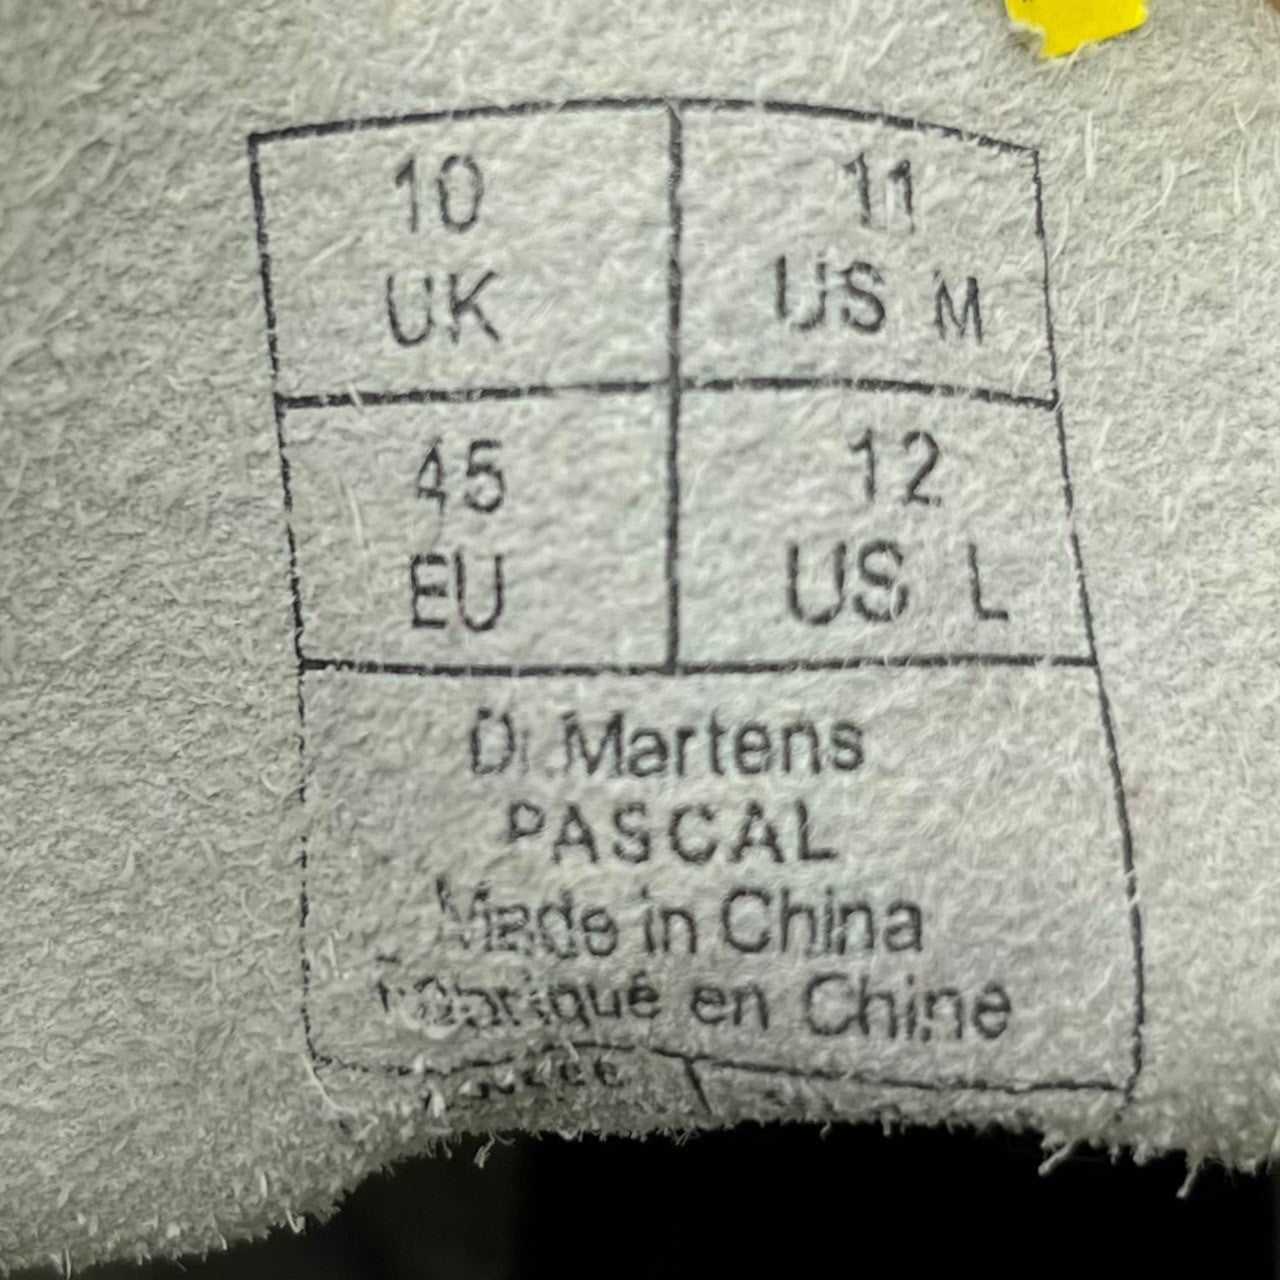 10 11
UK US M
45 12
EU US L
Dr.Martens
PASCAL
Made in China
Fabriqué en Chine